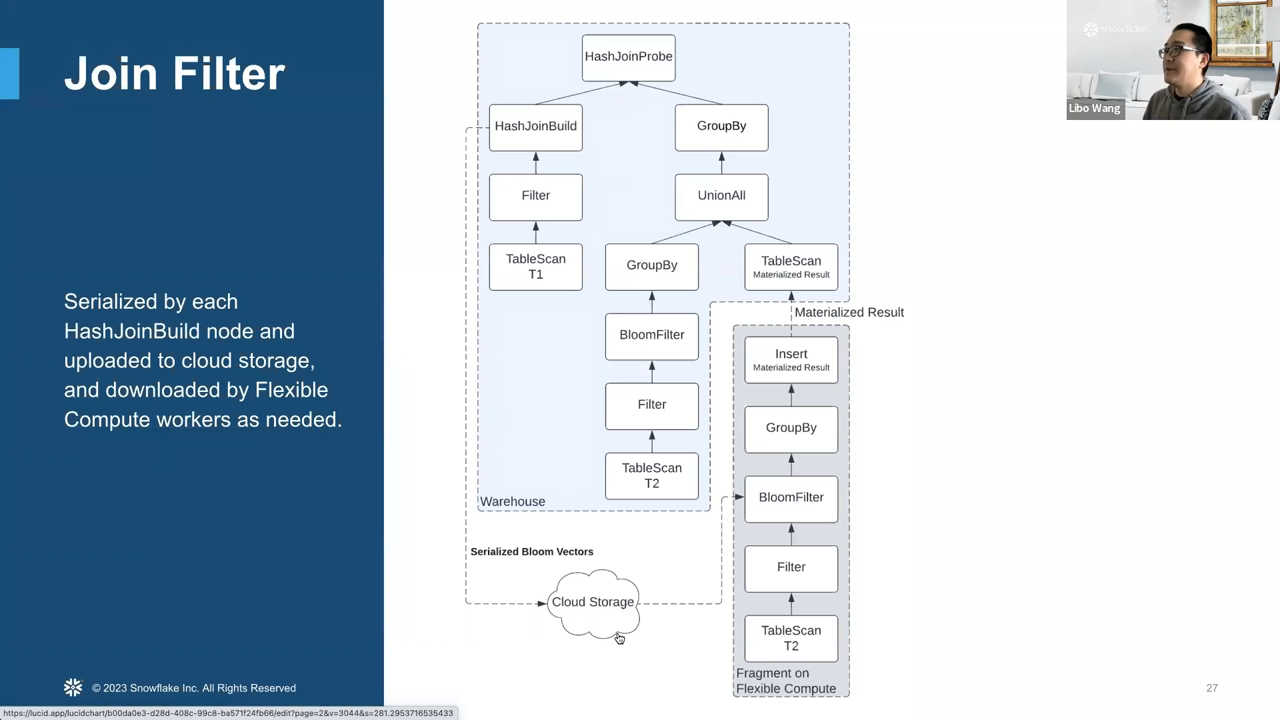 Join Filter
Serialized by each
HashJoinBuild node and
uploaded to cloud storage,
and downloaded by Flexible
Compute workers as needed.
HashJoinProbe
HashJoinBuild
GroupBy
Filter
UnionAll
TableScan
T1
GroupBy
TableScan
Materialized Result
Materialized Result
BloomFilter
Insert
Materialized Result
Filter
GroupBy
TableScan
T2
BloomFilter
Warehouse
Serialized Bloom Vectors
Filter
Cloud Storage
TableScan
T2
Fragment on
Flexible Compute
snowflake
Libo Wang
© 2023 Snowflake Inc. All Rights Reserved
27
https://lucid.app/lucidchart/b00da0e3-d28d-408c-99c8-ba571f24fb66/edit?page=2&v=3044&s=281.2953716535433